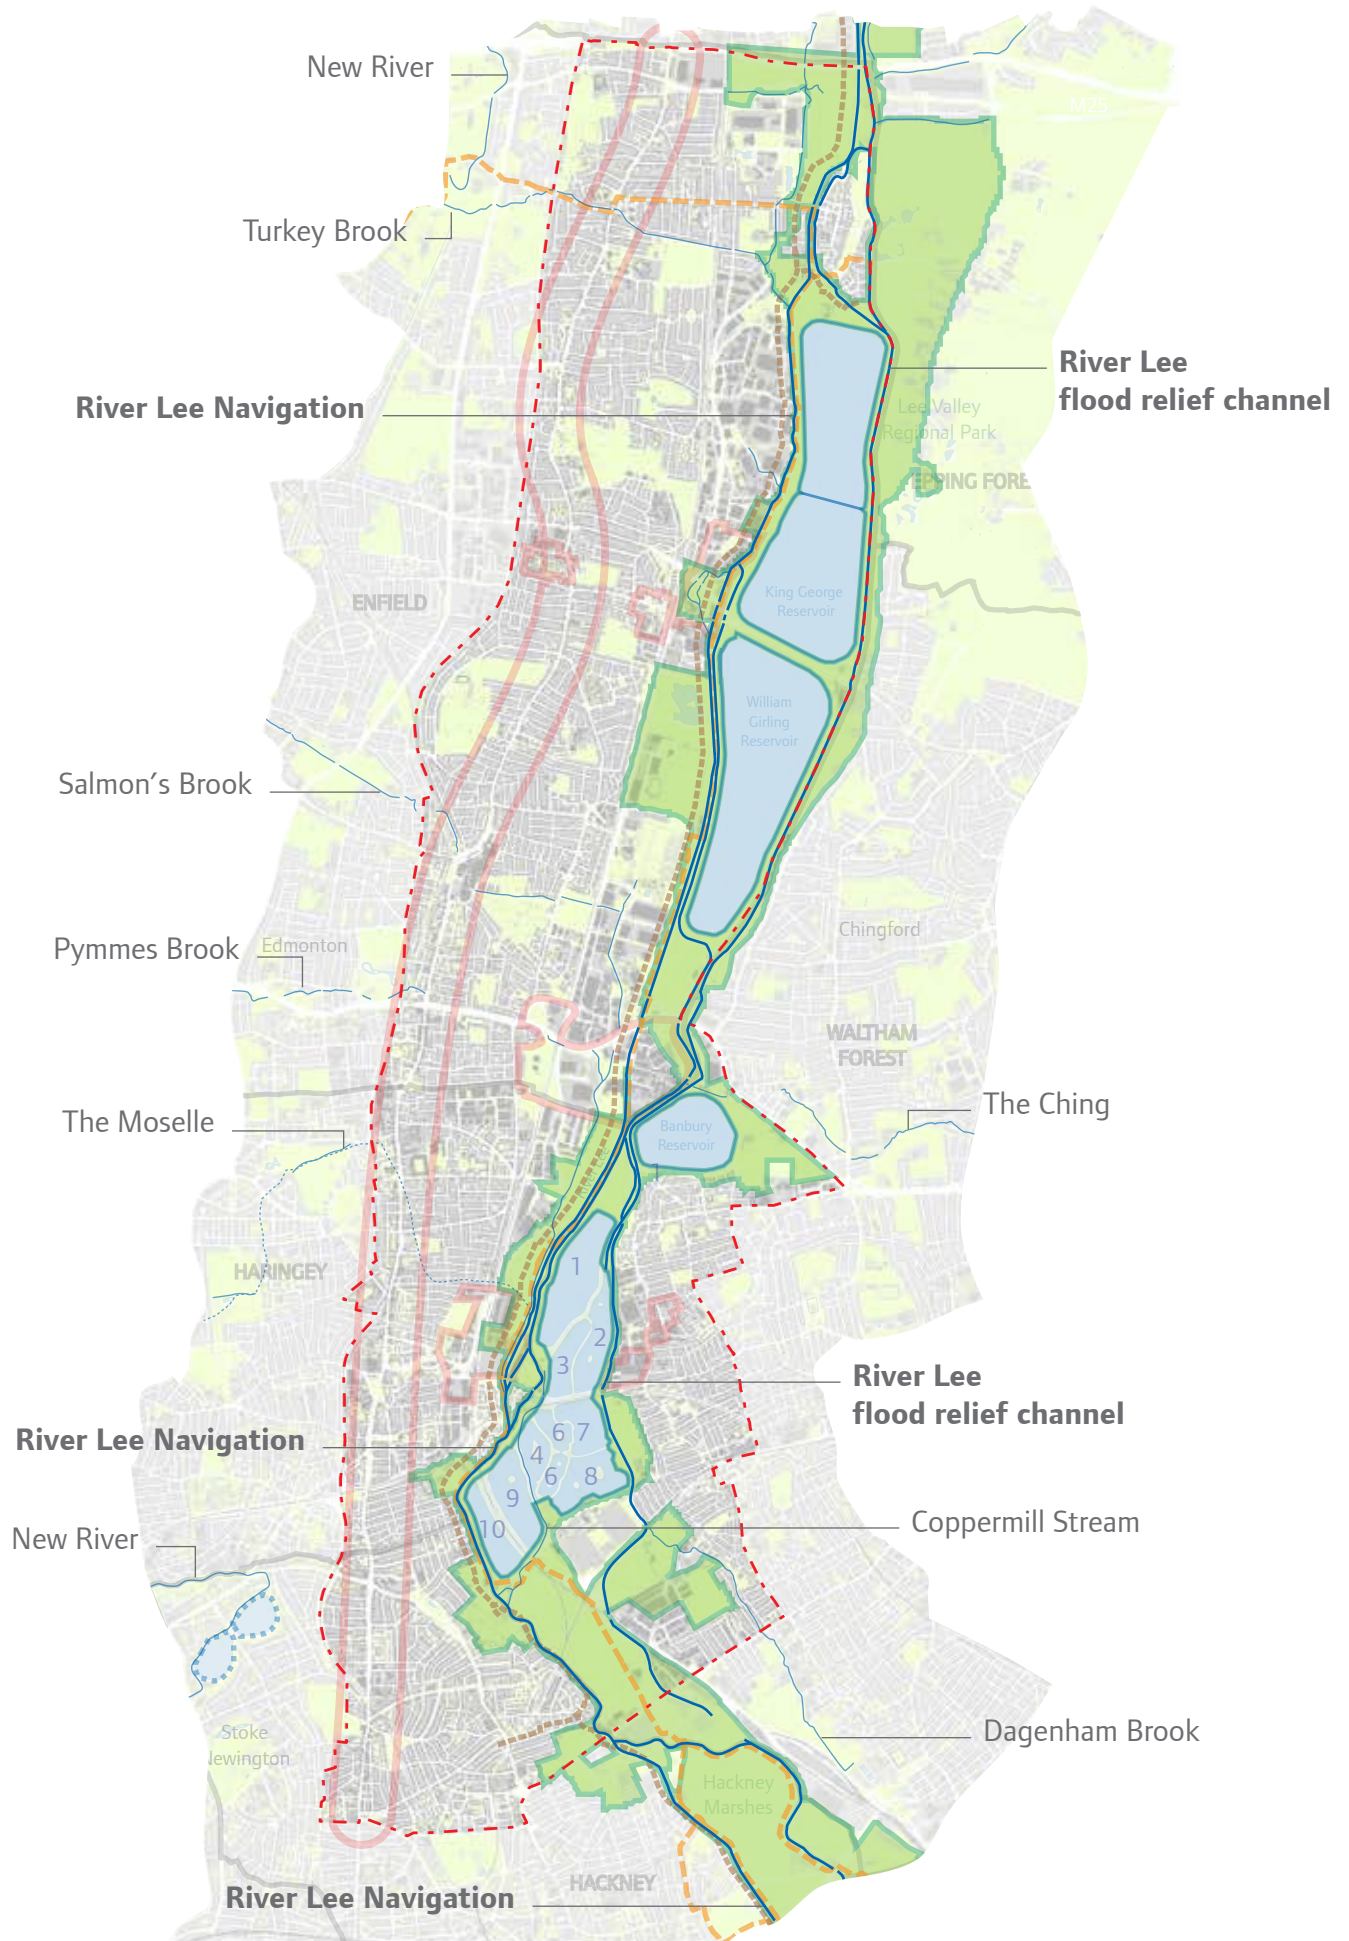 New River
M25
Turkey Brook
River Lee
flood relief channel
River Lee Navigation
Lee Valley
Regional Park
EPPING FORE
King George
Reservoir
ENFIELD
William
Girling
Reservoir
Salmon's Brook
Chingford
Pymmes Brook
Edmonton
WALTHAM
FOREST
The Ching
The Moselle
Banbury
Reservoir
1
HARINGEY
1
2
3
River Lee
flood relief channel
River Lee Navigation
6 7
4
6
8
9
10
Coppermill Stream
New River
Stoke
Newington
Dagenham Brook
Hackney
Marshes
HACKNEY
River Lee Navigation